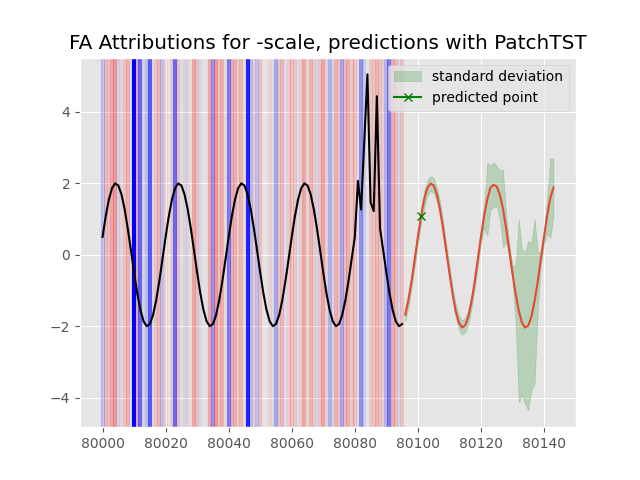 FA Attributions for -scale, predictions with PatchTST
standard deviation
predicted point
4
2
0
−2
−4
80000 80020 80040 80060 80080 80100 80120 80140